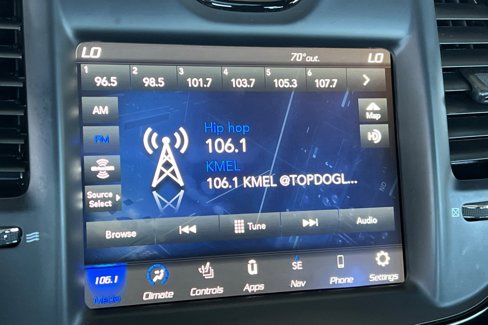 LO 70°out. LO
1 96.5 2 98.5 3 101.7 4 103.7 5 105.3 6 107.7
AM
Map
Hip hop
FM
106.1
KMEL
106.1 KMEL @TOPDOGL...
Source
Select
Browse Tune Audio
106.1
Climate Controls Apps SE Nav Phone Settings